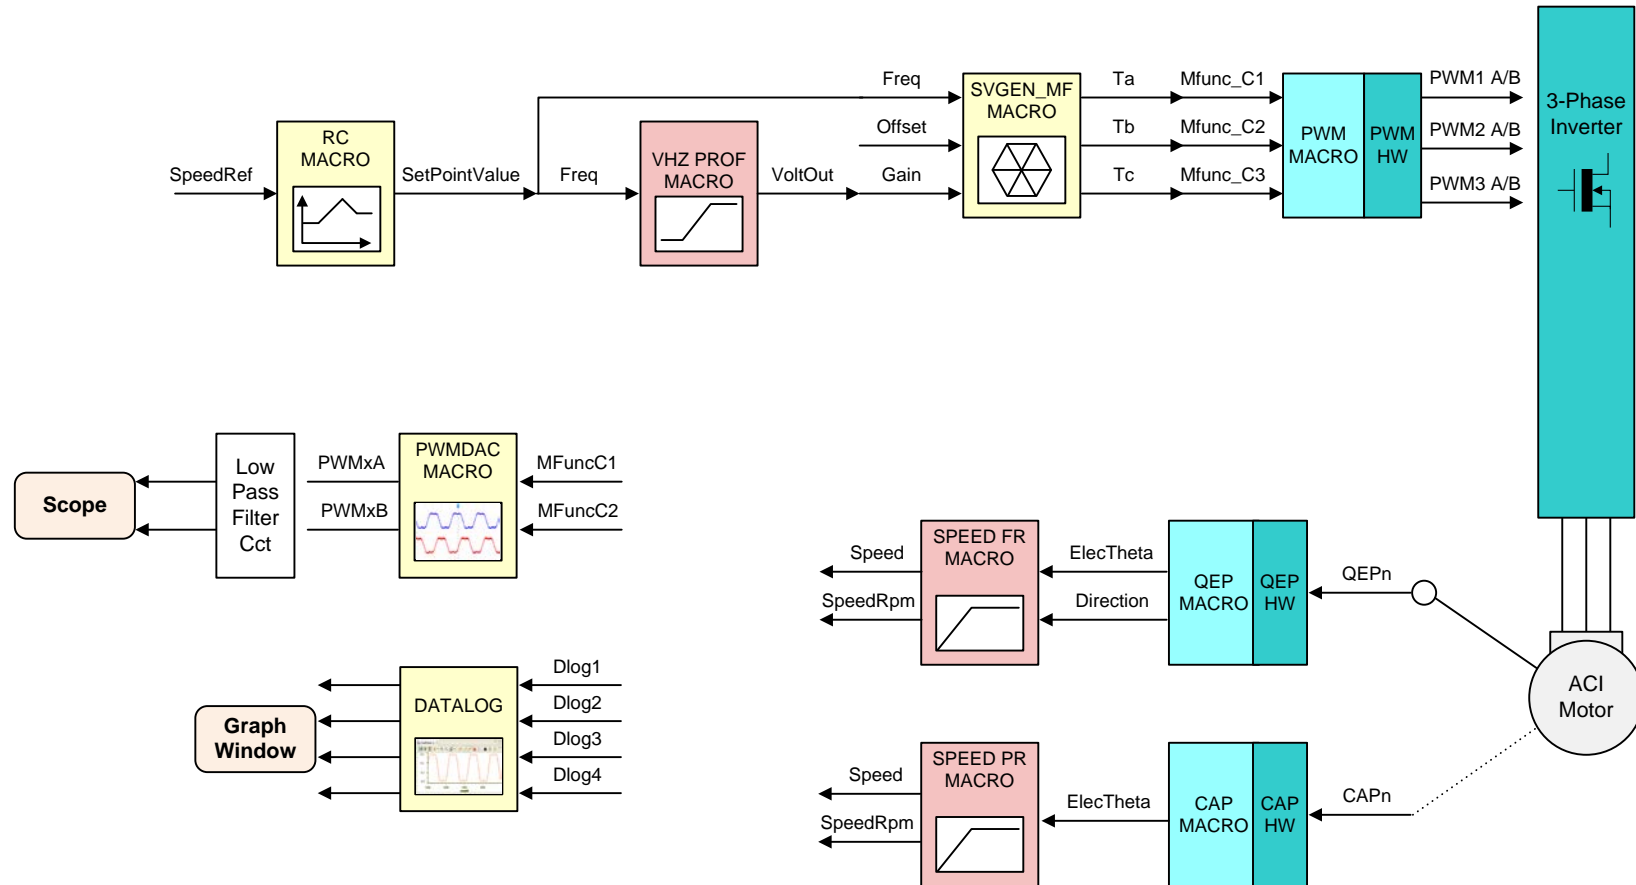 SpeedRef
RC
MACRO
SetPointValue
Freq
VHZ PROF
MACRO
VoltOut
Freq
Offset
Gain
SVGEN_MF
MACRO
Ta
Tb
Tc
Mfunc_C1
Mfunc_C2
Mfunc_C3
PWM
MACRO
PWM
HW
PWM1 A/B
PWM2 A/B
PWM3 A/B
3-Phase
Inverter
Scope
Low
Pass
Filter
Cct
PWMxA
PWMxB
PWMDAC
MACRO
MFuncC1
MFuncC2
Speed
SpeedRpm
SPEED FR
MACRO
ElecTheta
Direction
QEP
MACRO
QEP
HW
QEPn
ACI
Motor
Graph
Window
DATALOG
Dlog1
Dlog2
Dlog3
Dlog4
Speed
SpeedRpm
SPEED PR
MACRO
ElecTheta
CAP
MACRO
CAP
HW
CAPn